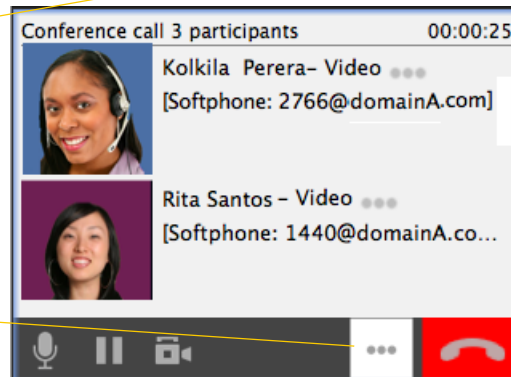 Conference call 3 participants 00:00:25
Kolkila Perera– Video
[Softphone: 2766@domainA.com]
Rita Santos – Video
[Softphone: 1440@domainA.co...